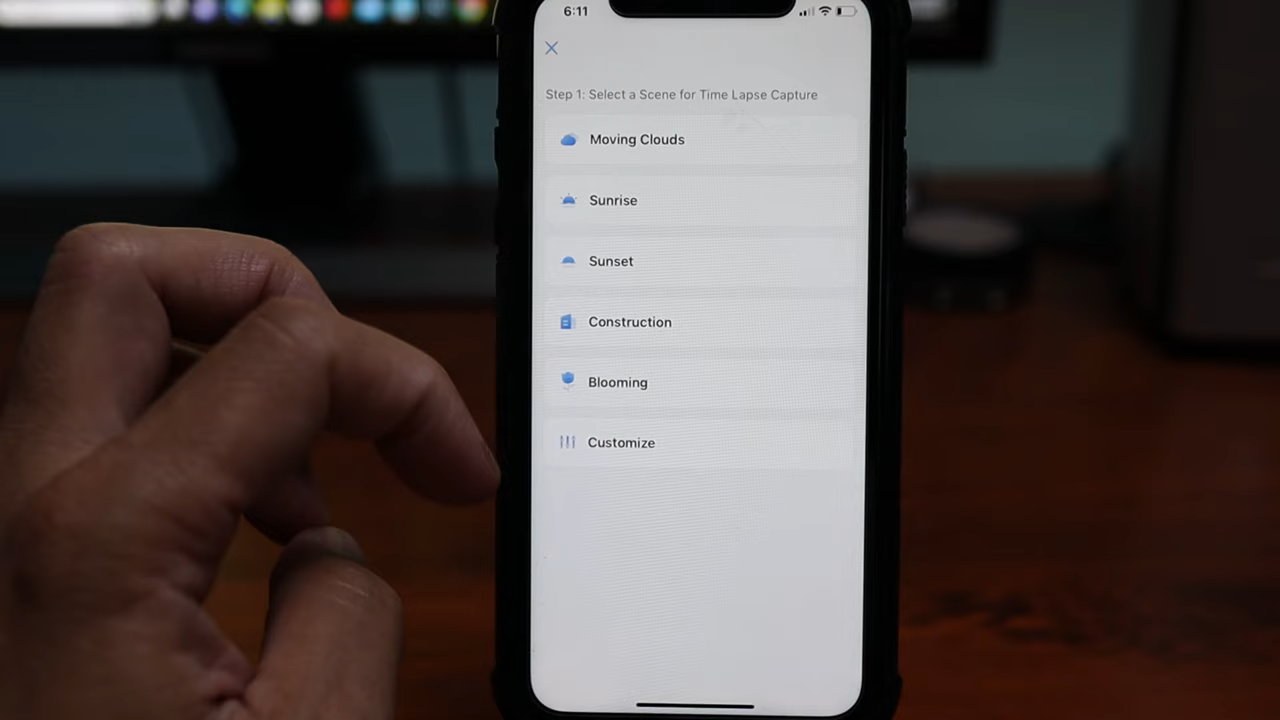 6:11
Step 1: Select a Scene for Time Lapse Capture
Moving Clouds
Sunrise
Sunset
Construction
Blooming
Customize